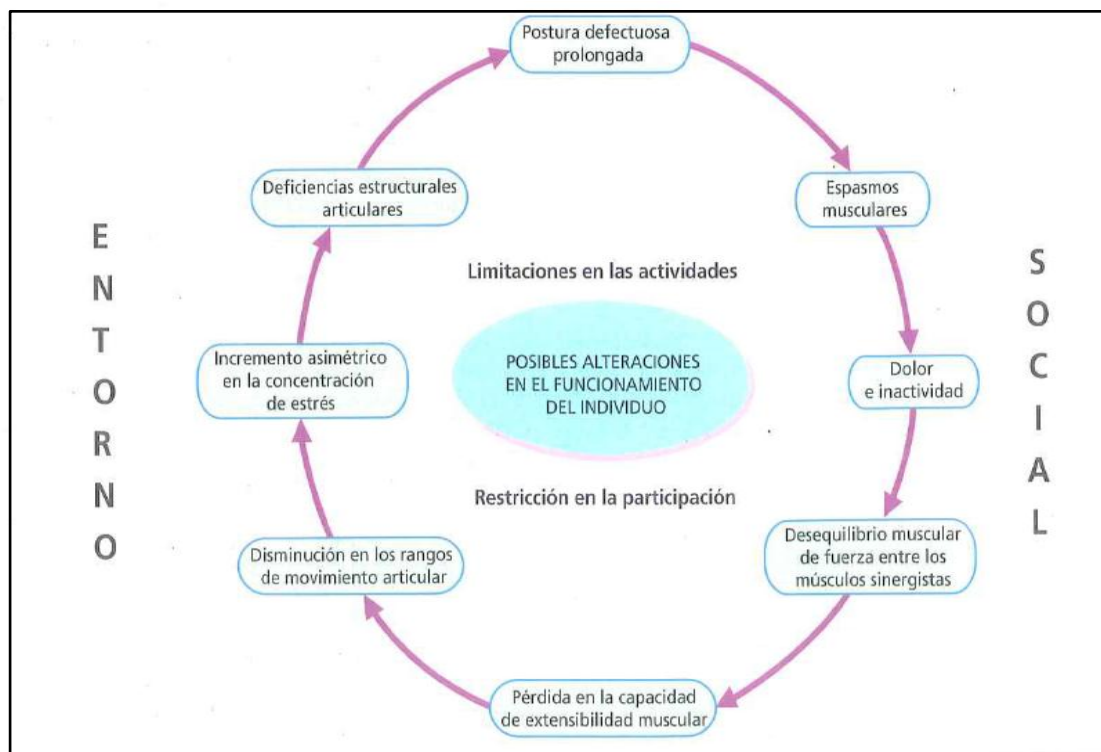 Postura defectuosa
prolongada
Espasmos
musculares
Dolor
e inactividad
Desequilibrio muscular
de fuerza entre los
músculos sinergistas
Pérdida en la capacidad
de extensibilidad muscular
Disminución en los rangos
de movimiento articular
Incremento asimétrico
en la concentración
de estrés
Deficiencias estructurales
articulares
Limitaciones en las actividades
POSIBLES ALTERACIONES
EN EL FUNCIONAMIENTO
DEL INDIVIDUO
Restricción en la participación
ENTORNO
SOCIAL